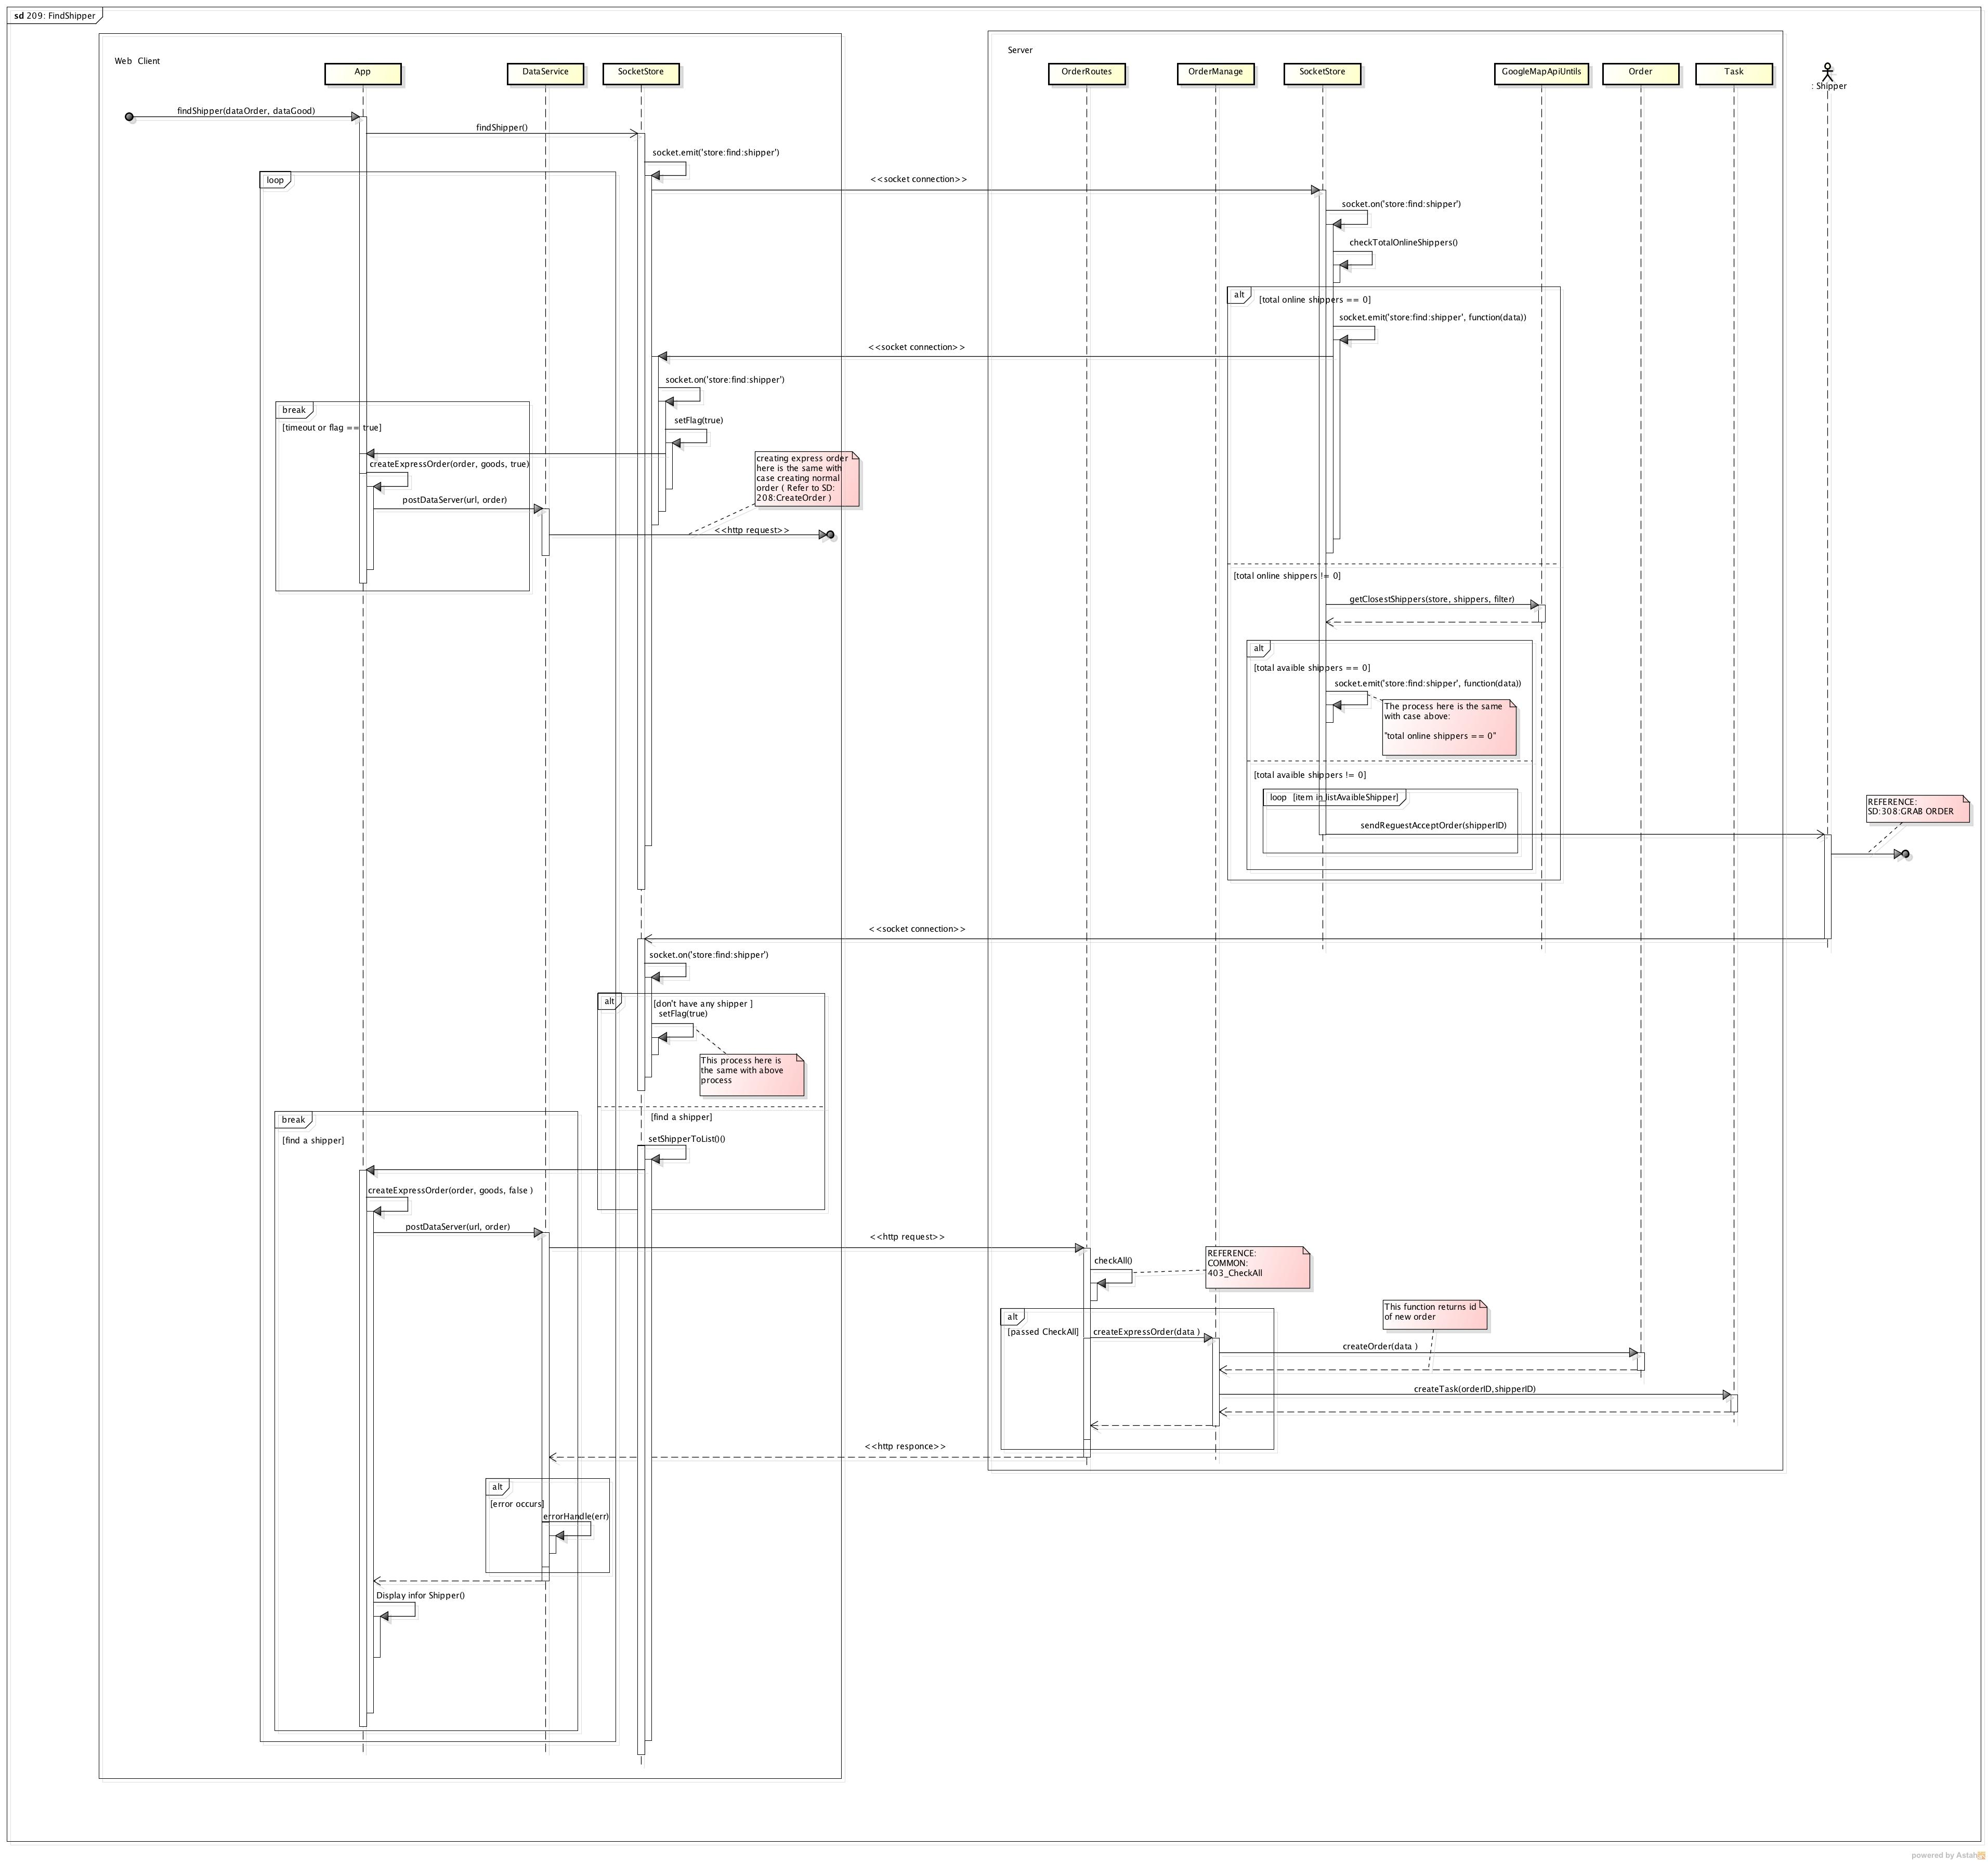 sd 209: FindShipper
Web Client
Server
App
DataService
SocketStore
OrderRoutes
OrderManage
SocketStore
GoogleMapApiUntils
Order
Task
: Shipper
findShipper(dataOrder, dataGood)
findShipper()
socket.emit('store:find:shipper')
loop
<<socket connection>>
socket.on('store:find:shipper')
checkTotalOnlineShippers()
alt
[total online shippers == 0]
socket.emit('store:find:shipper', function(data))
<<socket connection>>
socket.on('store:find:shipper')
break
[timeout or flag == true]
setFlag(true)
createExpressOrder(order, goods, true)
creating express order
here is the same with
case creating normal
order ( Refer to SD:
208:CreateOrder )
postDataServer(url, order)
<<http request>>
[total online shippers != 0]
getClosestShippers(store, shippers, filter)
alt
[total avaible shippers == 0]
socket.emit('store:find:shipper', function(data))
The process here is the same
with case above:
"total online shippers == 0"
[total avaible shippers != 0]
loop [item in listAvaibleShipper]
sendReguestAcceptOrder(shipperID)
REFERENCE:
SD:308:GRAB ORDER
<<socket connection>>
socket.on('store:find:shipper')
alt
[don't have any shipper ]
setFlag(true)
This process here is
the same with above
process
break
[find a shipper]
[find a shipper]
setShipperToList()()
createExpressOrder(order, goods, false )
postDataServer(url, order)
<<http request>>
checkAll()
REFERENCE:
COMMON:
403_CheckAll
alt
[passed CheckAll]
createExpressOrder(data )
This function returns id
of new order
createOrder(data )
createTask(orderID,shipperID)
<<http responce>>
alt
[error occurs]
errorHandle(err)
Display infor Shipper()
powered by Astah